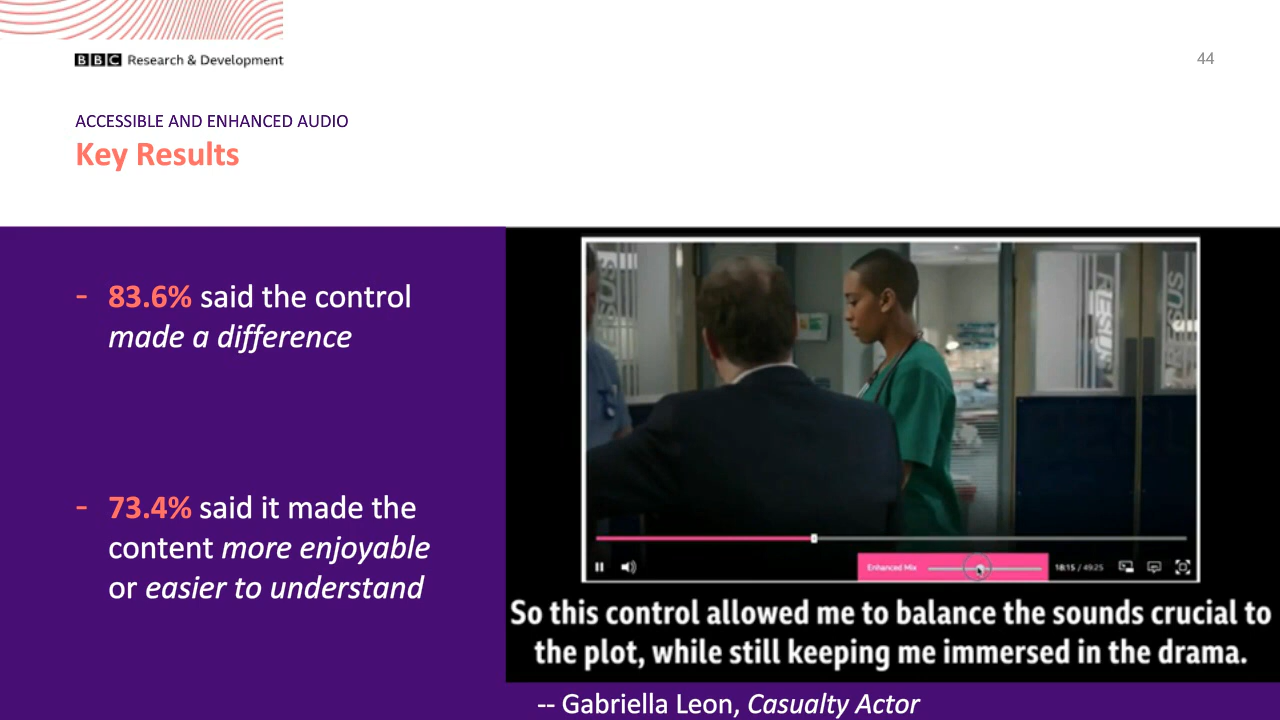 BBC Research & Development
44
ACCESSIBLE AND ENHANCED AUDIO
Key Results
- 83.6% said the control
made a difference
- 73.4% said it made the
content more enjoyable
or easier to understand
RESUS
RESUS
Enhanced Mix
18:15 / 49:25
So this control allowed me to balance the sounds crucial to
the plot, while still keeping me immersed in the drama.
-- Gabriella Leon, Casualty Actor